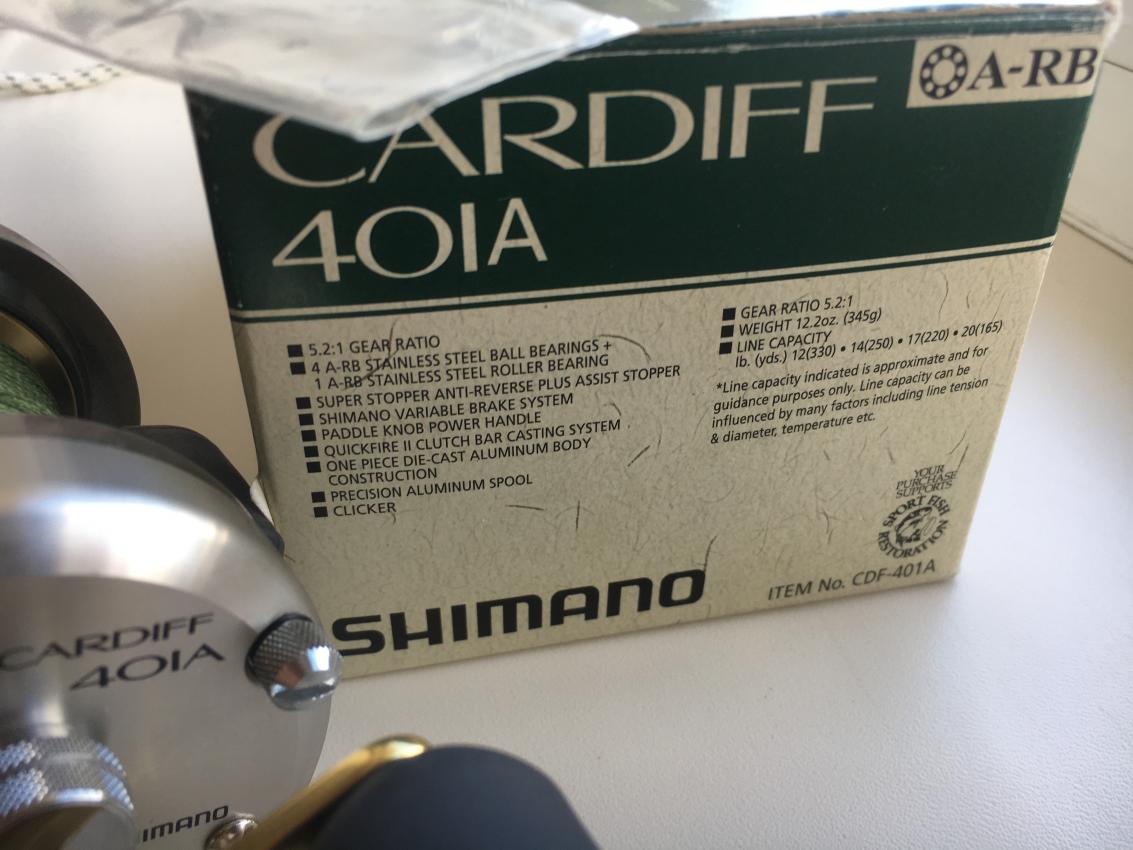 A-RB
CARDIFF
401A
5.2:1 GEAR RATIO
4 A-RB STAINLESS STEEL BALL BEARINGS +
1 A-RB STAINLESS STEEL ROLLER BEARING
SUPER STOPPER ANTI-REVERSE PLUS ASSIST STOPPER
SHIMANO VARIABLE BRAKE SYSTEM
PADDLE KNOB POWER HANDLE
QUICKFIRE II CLUTCH BAR CASTING SYSTEM
ONE PIECE DIE-CAST ALUMINUM BODY
CONSTRUCTION
PRECISION ALUMINUM SPOOL
CLICKER
GEAR RATIO 5.2:1
WEIGHT 12.2oz. (345g)
LINE CAPACITY
lb. (yds.) 12(330) • 14(250) • 17(220) • 20(165)
*Line capacity indicated is approximate and for
guidance purposes only. Line capacity can be
influenced by many factors including line tension
& diameter, temperature etc.
YOUR
PURCHASE
SUPPORTS
SPORT FISH
RESTORATION
SHIMANO
ITEM No. CDF-401A
CARDIFF
401A
IMANO